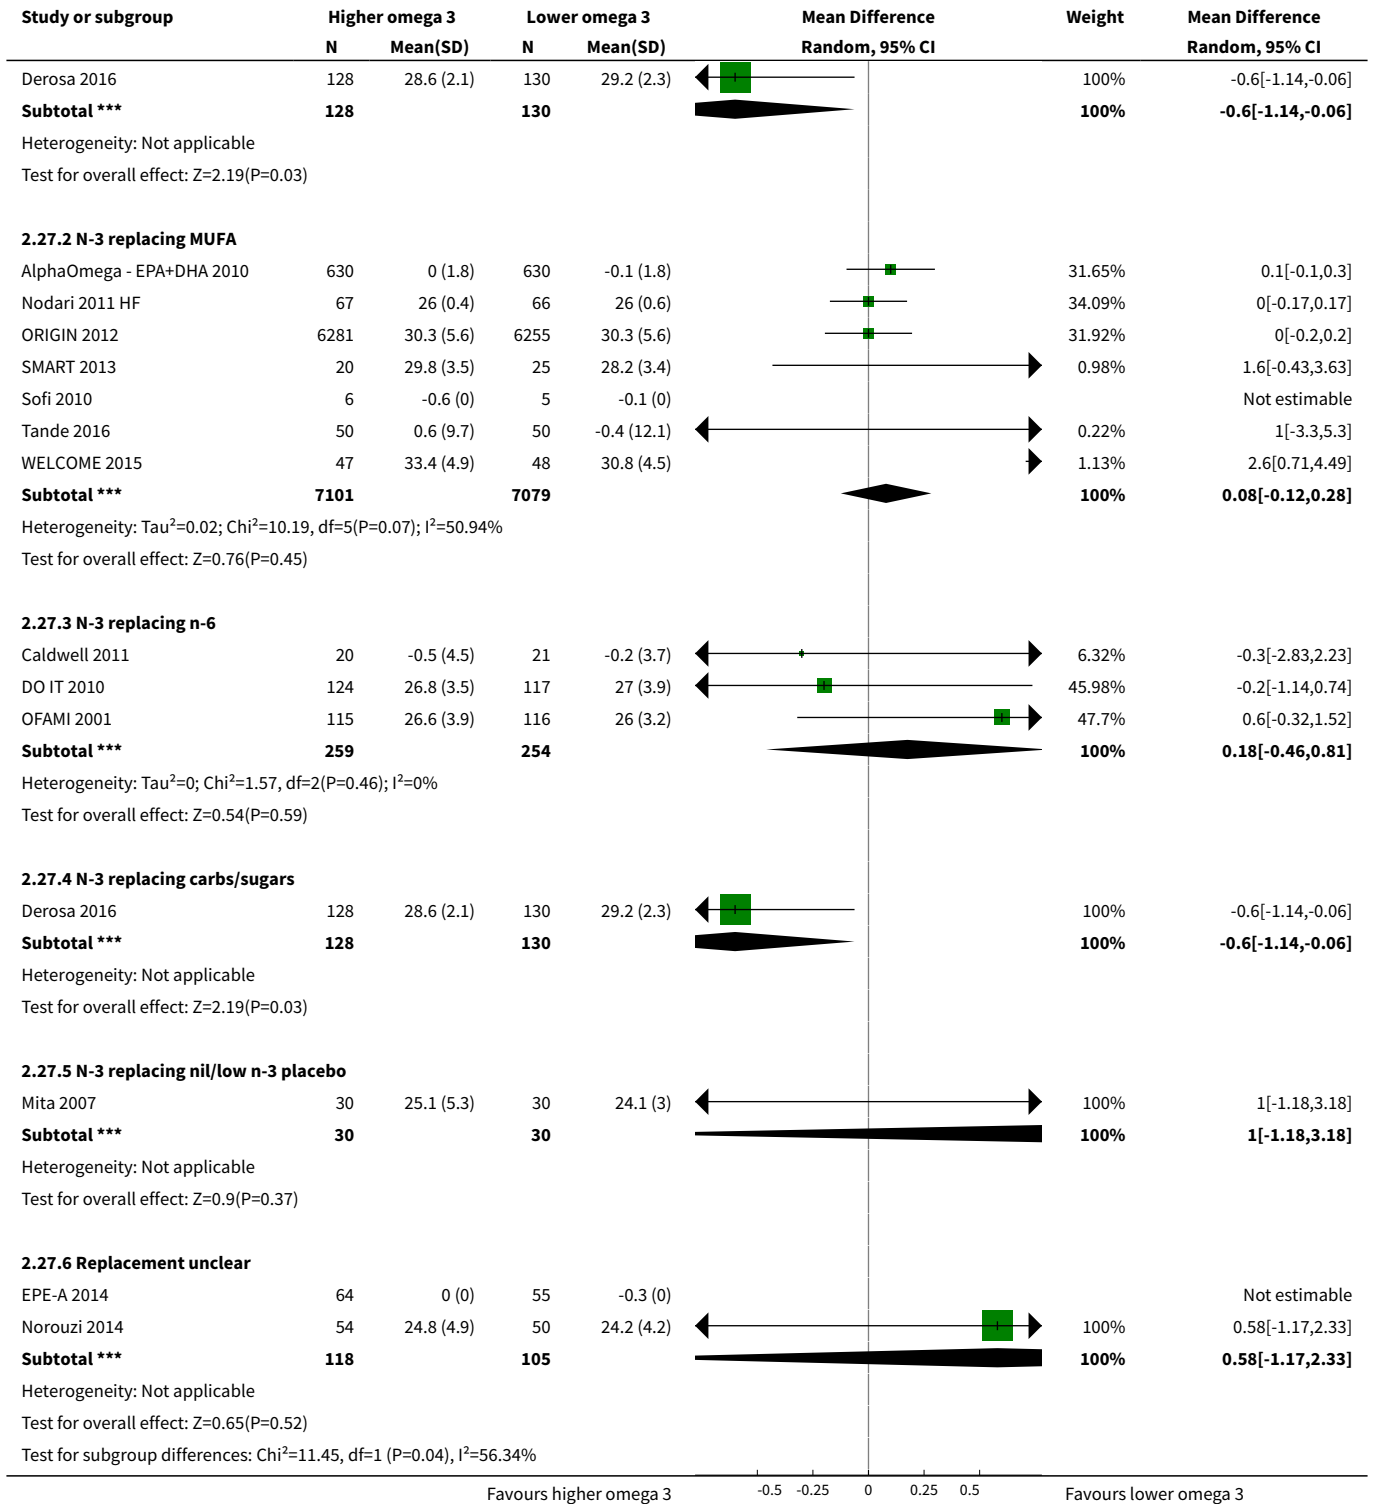 Study or subgroup Higher omega 3 Lower omega 3 Mean Difference Weight Mean Difference
N Mean(SD) N Mean(SD) Random, 95% CI Random, 95% CI
Derosa 2016 128 28.6 (2.1) 130 29.2 (2.3) 100% -0.6[-1.14,-0.06]
Subtotal *** 128 130 100% -0.6[-1.14,-0.06]
Heterogeneity: Not applicable
Test for overall effect: Z=2.19(P=0.03)
2.27.2 N-3 replacing MUFA
AlphaOmega - EPA+DHA 2010 630 0 (1.8) 630 -0.1 (1.8) 31.65% 0.1[-0.1,0.3]
Nodari 2011 HF 67 26 (0.4) 66 26 (0.6) 34.09% 0[-0.17,0.17]
ORIGIN 2012 6281 30.3 (5.6) 6255 30.3 (5.6) 31.92% 0[-0.2,0.2]
SMART 2013 20 29.8 (3.5) 25 28.2 (3.4) 0.98% 1.6[-0.43,3.63]
Sofi 2010 6 -0.6 (0) 5 -0.1 (0) Not estimable
Tande 2016 50 0.6 (9.7) 50 -0.4 (12.1) 0.22% 1[-3.3,5.3]
WELCOME 2015 47 33.4 (4.9) 48 30.8 (4.5) 1.13% 2.6[0.71,4.49]
Subtotal *** 7101 7079 100% 0.08[-0.12,0.28]
Heterogeneity: Tau²=0.02; Chi²=10.19, df=5(P=0.07); I²=50.94%
Test for overall effect: Z=0.76(P=0.45)
2.27.3 N-3 replacing n-6
Caldwell 2011 20 -0.5 (4.5) 21 -0.2 (3.7) 6.32% -0.3[-2.83,2.23]
DO IT 2010 124 26.8 (3.5) 117 27 (3.9) 45.98% -0.2[-1.14,0.74]
OFAMI 2001 115 26.6 (3.9) 116 26 (3.2) 47.7% 0.6[-0.32,1.52]
Subtotal *** 259 254 100% 0.18[-0.46,0.81]
Heterogeneity: Tau²=0; Chi²=1.57, df=2(P=0.46); I²=0%
Test for overall effect: Z=0.54(P=0.59)
2.27.4 N-3 replacing carbs/sugars
Derosa 2016 128 28.6 (2.1) 130 29.2 (2.3) 100% -0.6[-1.14,-0.06]
Subtotal *** 128 130 100% -0.6[-1.14,-0.06]
Heterogeneity: Not applicable
Test for overall effect: Z=2.19(P=0.03)
2.27.5 N-3 replacing nil/low n-3 placebo
Mita 2007 30 25.1 (5.3) 30 24.1 (3) 100% 1[-1.18,3.18]
Subtotal *** 30 30 100% 1[-1.18,3.18]
Heterogeneity: Not applicable
Test for overall effect: Z=0.9(P=0.37)
2.27.6 Replacement unclear
EPE-A 2014 64 0 (0) 55 -0.3 (0) Not estimable
Norouzi 2014 54 24.8 (4.9) 50 24.2 (4.2) 100% 0.58[-1.17,2.33]
Subtotal *** 118 105 100% 0.58[-1.17,2.33]
Heterogeneity: Not applicable
Test for overall effect: Z=0.65(P=0.52)
Test for subgroup differences: Chi²=11.45, df=1 (P=0.04), I²=56.34%
-0.5 -0.25 0 0.25 0.5
Favours higher omega 3 Favours lower omega 3